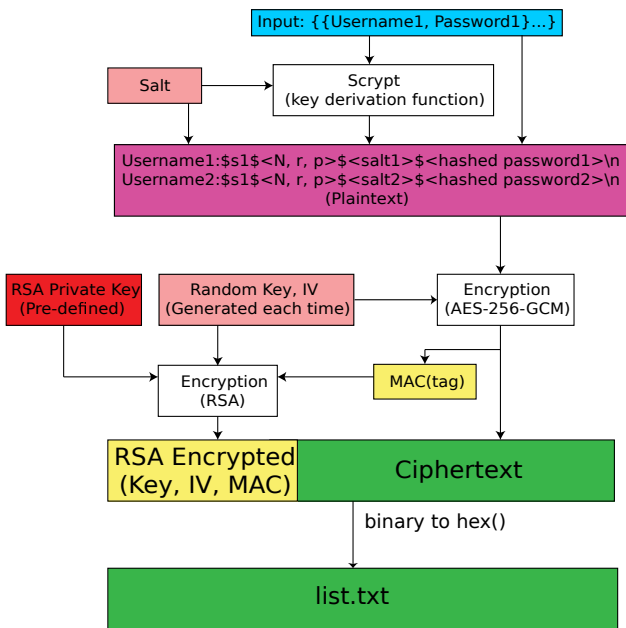 Input: {{Username1, Password1}...}
Salt
Scrypt
(key derivation function)
Username1:$s1$<N, r, p>$<salt1>$<hashed password1>\n
Username2:$s1$<N, r, p>$<salt2>$<hashed password2>\n
(Plaintext)
RSA Private Key
(Pre-defined)
Random Key, IV
(Generated each time)
Encryption
(AES-256-GCM)
Encryption
(RSA)
MAC(tag)
RSA Encrypted
(Key, IV, MAC)
Ciphertext
binary to hex()
list.txt